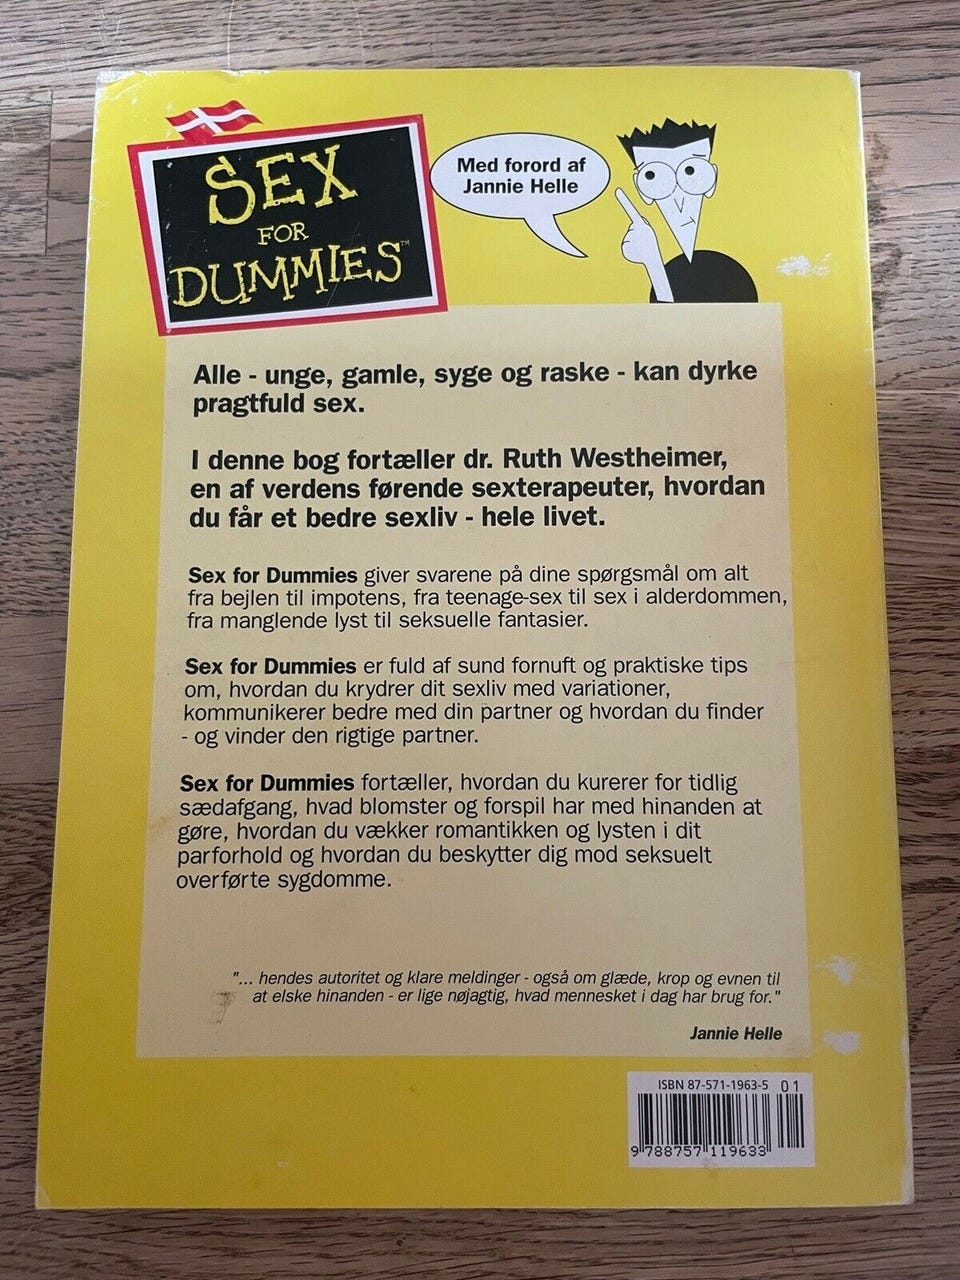 SEX
FOR
DUMMIES™
Med forord af
Jannie Helle
Alle - unge, gamle, syge og raske - kan dyrke
pragtfuld sex.
I denne bog fortæller dr. Ruth Westheimer,
en af verdens førende sexterapeuter, hvordan
du får et bedre sexliv - hele livet.
Sex for Dummies giver svarene på dine spørgsmål om alt
fra bejlen til impotens, fra teenage-sex til sex i alderdommen,
fra manglende lyst til seksuelle fantasier.
Sex for Dummies er fuld af sund fornuft og praktiske tips
om, hvordan du krydrer dit sexliv med variationer,
kommunikerer bedre med din partner og hvordan du finder
- og vinder den rigtige partner.
Sex for Dummies fortæller, hvordan du kurerer for tidlig
sædafgang, hvad blomster og forspil har med hinanden at
gøre, hvordan du vækker romantikken og lysten i dit
parforhold og hvordan du beskytter dig mod seksuelt
overførte sygdomme.
"... hendes autoritet og klare meldinger - også om glæde, krop og evnen til
at elske hinanden - er lige nøjagtig, hvad mennesket i dag har brug for."
Jannie Helle
ISBN 87-571-1963-5 01
9 788757 119633